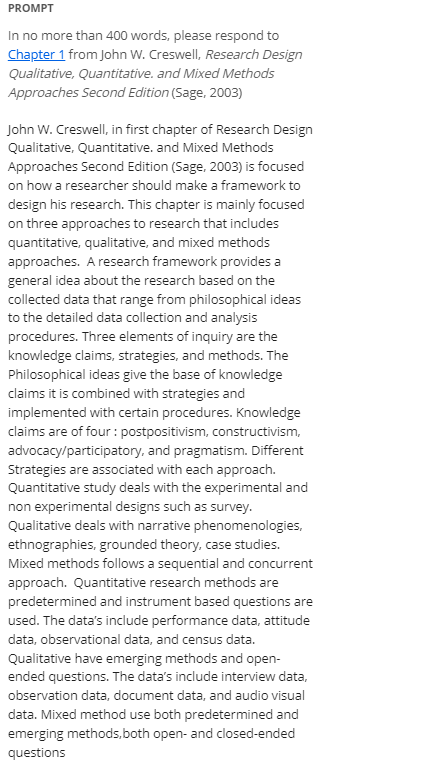 PROMPT
In no more than 400 words, please respond to
Chapter 1 from John W. Creswell, Research Design
Qualitative, Quantitative. and Mixed Methods
Approaches Second Edition (Sage, 2003)
John W. Creswell, in first chapter of Research Design
Qualitative, Quantitative. and Mixed Methods
Approaches Second Edition (Sage, 2003) is focused
on how a researcher should make a framework to
design his research. This chapter is mainly focused
on three approaches to research that includes
quantitative, qualitative, and mixed methods
approaches. A research framework provides a
general idea about the research based on the
collected data that range from philosophical ideas
to the detailed data collection and analysis
procedures. Three elements of inquiry are the
knowledge claims, strategies, and methods. The
Philosophical ideas give the base of knowledge
claims it is combined with strategies and
implemented with certain procedures. Knowledge
claims are of four : postpositivism, constructivism,
advocacy/participatory, and pragmatism. Different
Strategies are associated with each approach.
Quantitative study deals with the experimental and
non experimental designs such as survey.
Qualitative deals with narrative phenomenologies,
ethnographies, grounded theory, case studies.
Mixed methods follows a sequential and concurrent
approach. Quantitative research methods are
predetermined and instrument based questions are
used. The data's include performance data, attitude
data, observational data, and census data.
Qualitative have emerging methods and open-
ended questions. The data's include interview data,
observation data, document data, and audio visual
data. Mixed method use both predetermined and
emerging methods,both open- and closed-ended
questions